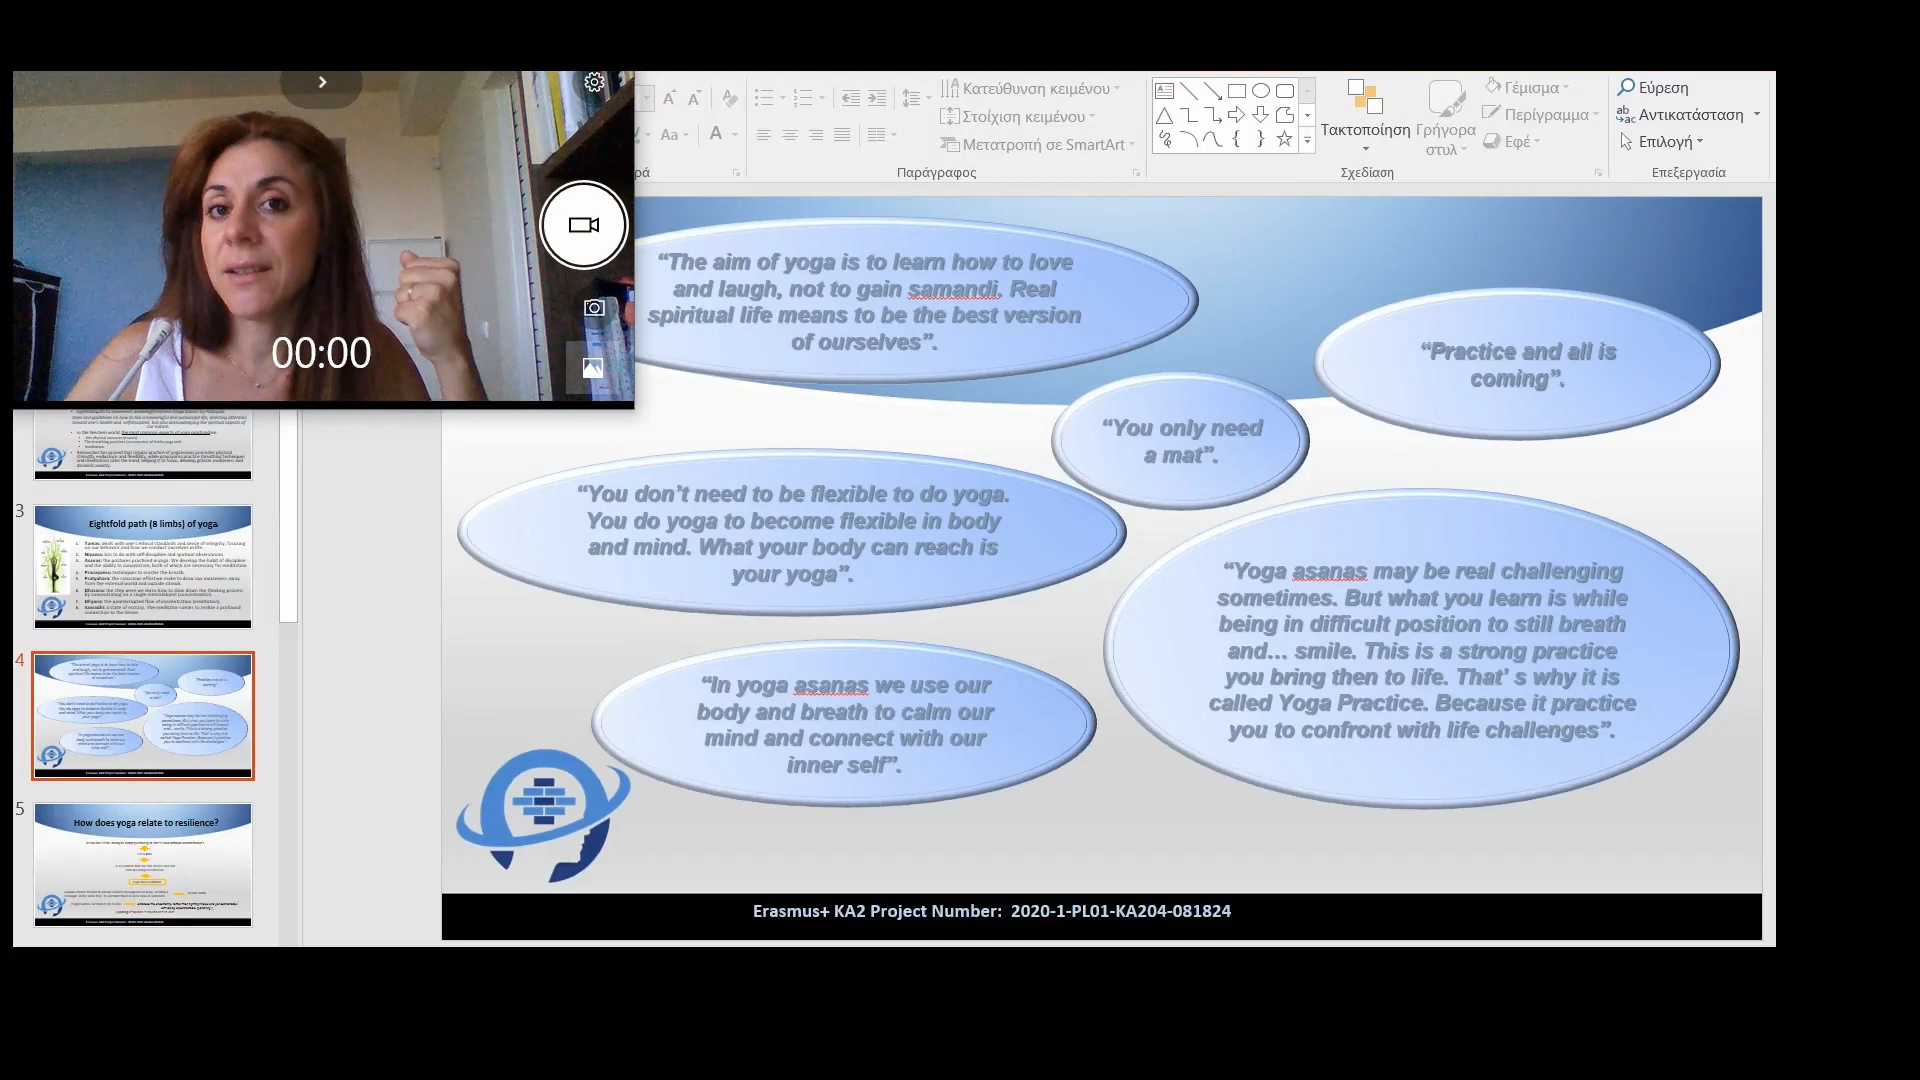 00:00
Aa
ρά
Κατεύθυνση κειμένου
Στοίχιση κειμένου
Μετατροπή σε SmartArt
Παράγραφος
Τακτοποίηση
Γρήγορα
στυλ
Γέμισμα
Περίγραμμα
Εφέ
Σχεδίαση
Εύρεση
Αντικατάσταση
Επιλογή
Επεξεργασία
3
Eightfold path (8 limbs) of yoga
4
5
How does yoga relate to resilience?
“The aim of yoga is to learn how to love
and laugh, not to gain samandi. Real
spiritual life means to be the best version
of ourselves”.
“Practice and all is
coming”.
“You only need
a mat”.
“You don’t need to be flexible to do yoga.
You do yoga to become flexible in body
and mind. What your body can reach is
your yoga”.
“Yoga asanas may be real challenging
sometimes. But what you learn is while
being in difficult position to still breath
and… smile. This is a strong practice
you bring then to life. That’ s why it is
called Yoga Practice. Because it practice
you to confront with life challenges”.
“In yoga asanas we use our
body and breath to calm our
mind and connect with our
inner self”.
Erasmus+ KA2 Project Number: 2020-1-PL01-KA204-081824